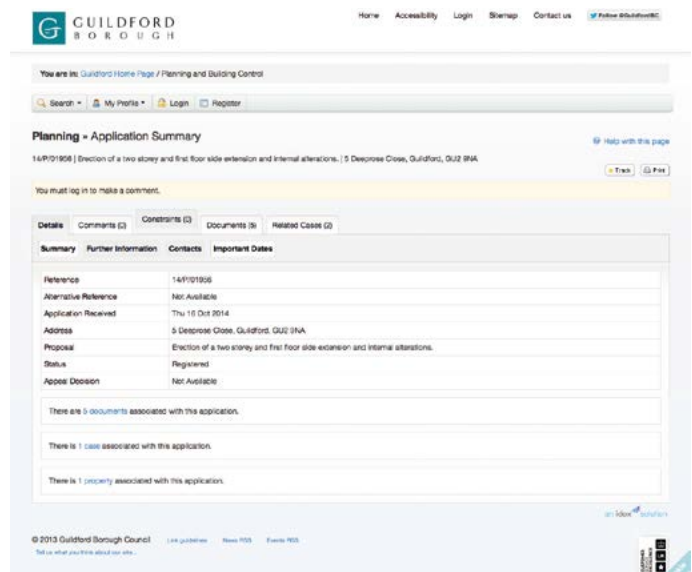 GUILDFORD
BOROUGH
Home Accessibility Login Sitemap Contact us Follow @GuildfordBC
You are in: Guildford Home Page / Planning and Building Control
Search My Profile Login Register
Planning » Application Summary
Help with this page
14/P/01956 | Erection of a two storey and first floor side extension and internal alterations. | 5 Deeprose Close, Guildford, GU2 9NA
Track Print
You must log in to make a comment.
Details Comments (0) Constraints (0) Documents (5) Related Cases (2)
Summary Further Information Contacts Important Dates
Reference 14/P/01956
Alternative Reference Not Available
Application Received Thu 16 Oct 2014
Address 5 Deeprose Close, Guildford, GU2 9NA
Proposal Erection of a two storey and first floor side extension and internal alterations.
Status Registered
Appeal Decision Not Available
There are 5 documents associated with this application.
There is 1 case associated with this application.
There is 1 property associated with this application.
an idox solution
© 2013 Guildford Borough Council Link guidelines News RSS Events RSS
Tell us what you think about our site...